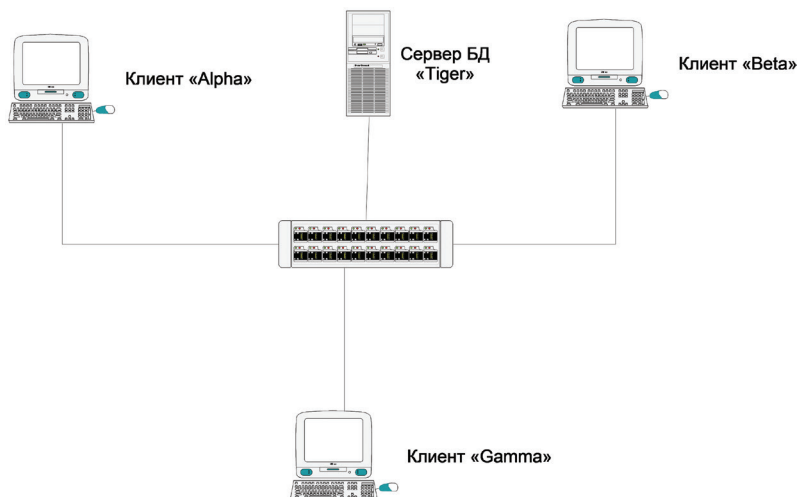 Клиент «Alpha»
Сервер БД
«Tiger»
Клиент «Beta»
Клиент «Gamma»